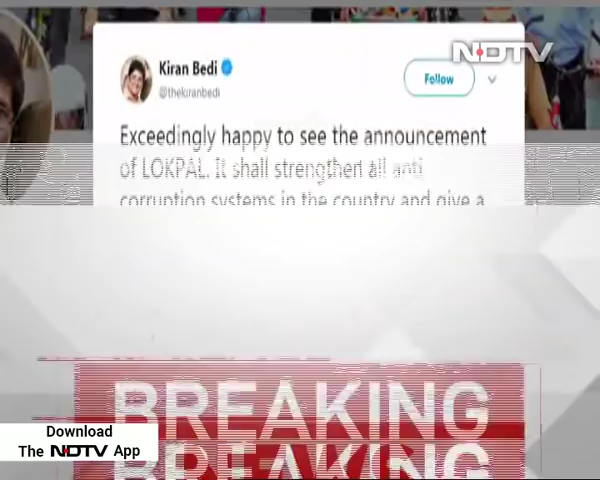 NDTV
Kiran Bedi
@thekiranbedi
Follow
Exceedingly happy to see the announcement
of LOKPAL. It shall strengthen all anti
corruption systems in the country and give a
BREAKING
BREAKING
Download
The NDTV App